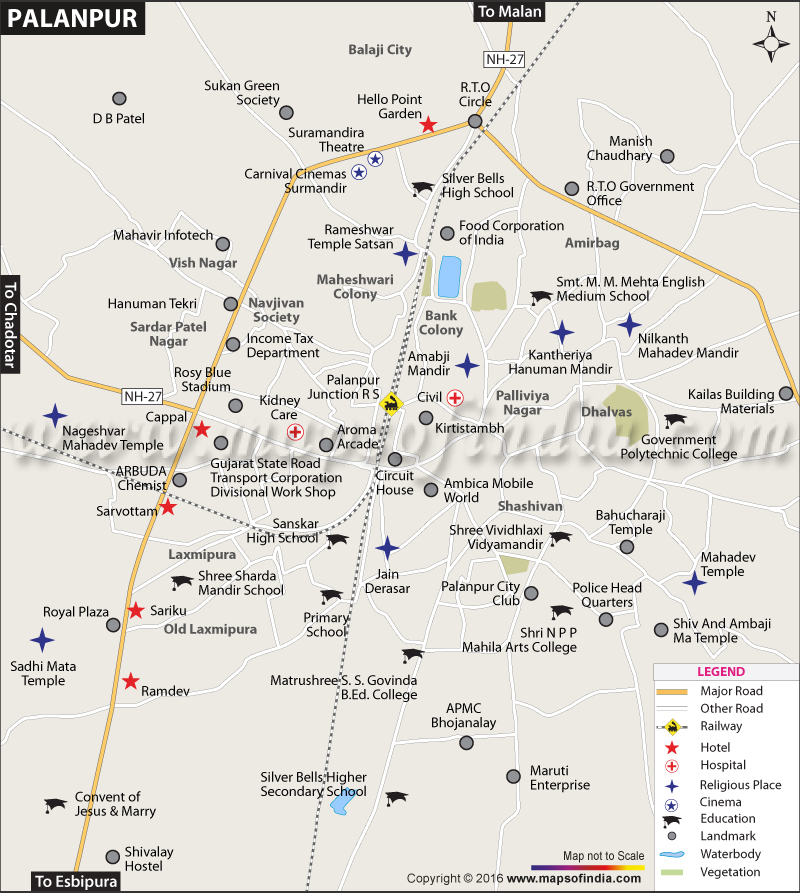 PALANPUR
To Malan
N
Balaji City
NH-27
Sukan Green
Society
R.T.O
Circle
Hello Point
Garden
D B Patel
Suramandira
Theatre
Manish
Chaudhary
Carnival Cinemas
Surmandir
Silver Bells
High School
R.T.O Government
Office
Rameshwar
Temple Satsan
Food Corporation
of India
Mahavir Infotech
Amirbag
Vish Nagar
To Chadotar
Maheshwari
Colony
Smt. M. M. Mehta English
Medium School
Hanuman Tekri
Navjivan
Society
Sardar Patel
Nagar
Bank
Colony
Income Tax
Department
Nilkanth
Mahadev Mandir
Amabji
Mandir
Kantheriya
Hanuman Mandir
Rosy Blue
Stadium
Palanpur
Junction R S
NH-27
Civil
Palliviya
Nagar
Kailas Building
Materials
Cappal
Kidney
Care
Dhalvas
Nageshvar
Mahadev Temple
Aroma
Arcade
Kirtistambh
Government
Polytechnic College
www.mapsofindia.com
ARBUDA
Chemist
Gujarat State Road
Transport Corporation
Divisional Work Shop
Circuit
House
Ambica Mobile
World
Sarvottam
Shashivan
Sanskar
High School
Shree Vividhlaxi
Vidyamandir
Bahucharaji
Temple
Laxmipura
Mahadev
Temple
Jain
Derasar
Shree Sharda
Mandir School
Palanpur City
Club
Police Head
Quarters
Royal Plaza
Sariku
Primary
School
Old Laxmipura
Shri N P P
Mahila Arts College
Shiv And Ambaji
Ma Temple
Sadhi Mata
Temple
Ramdev
Matrushree S. S. Govinda
B.Ed. College
APMC
Bhojanalay
Silver Bells Higher
Secondary School
Maruti
Enterprise
Convent of
Jesus & Marry
Shivalay
Hostel
To Esbipura
LEGEND
Major Road
Other Road
Railway
Hotel
Hospital
Religious Place
Cinema
Education
Landmark
Waterbody
Vegetation
Map not to Scale
Copyright © 2016 www.mapsofindia.com